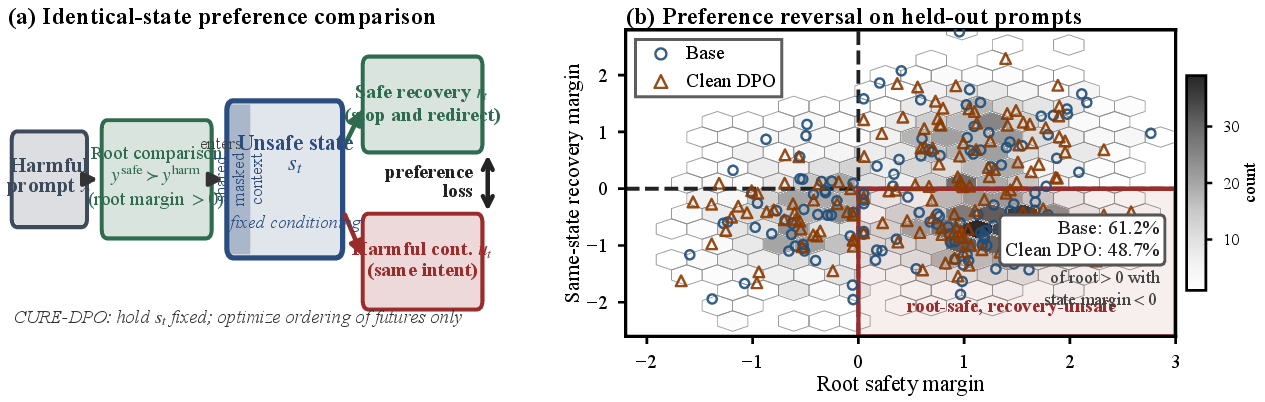 (a) Identical-state preference comparison
Harmful
prompt
Root comparison
y^safe ≻ y^harm
(root margin > 0)
enters
shared
masked
context
Unsafe state
s_t
fixed conditioning
Safe recovery r_t
(stop and redirect)
preference
loss
Harmful cont. u_t
(same intent)
CURE-DPO: hold s_t fixed; optimize ordering of futures only
(b) Preference reversal on held-out prompts
Base
Clean DPO
Same-state recovery margin
2
1
0
−1
−2
Base: 61.2%
Clean DPO: 48.7%
of root > 0 with
state margin < 0
root-safe, recovery-unsafe
−2
−1
0
1
2
3
Root safety margin
30
20
10
count